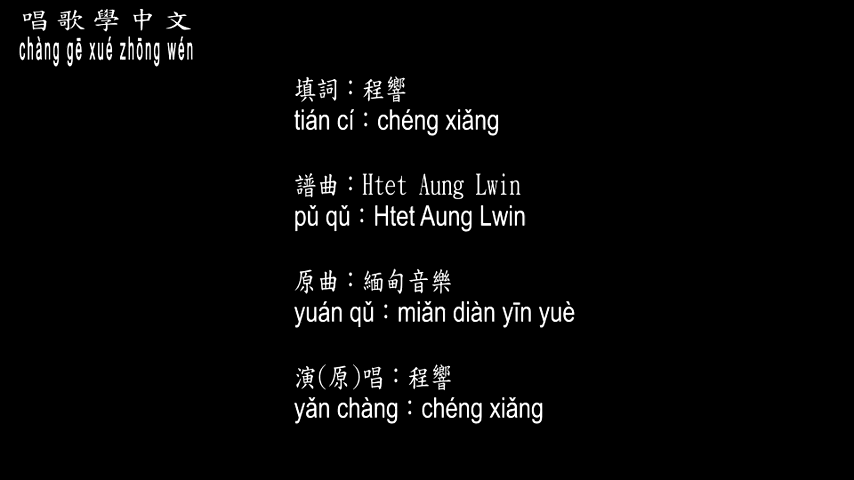 唱歌學中文
chàng gē xué zhōng wén
填詞：程響
tián cí：chéng xiǎng
譜曲：Htet Aung Lwin
pǔ qǔ：Htet Aung Lwin
原曲：緬甸音樂
yuán qǔ：miǎn diàn yīn yuè
演(原)唱：程響
yǎn chàng：chéng xiǎng